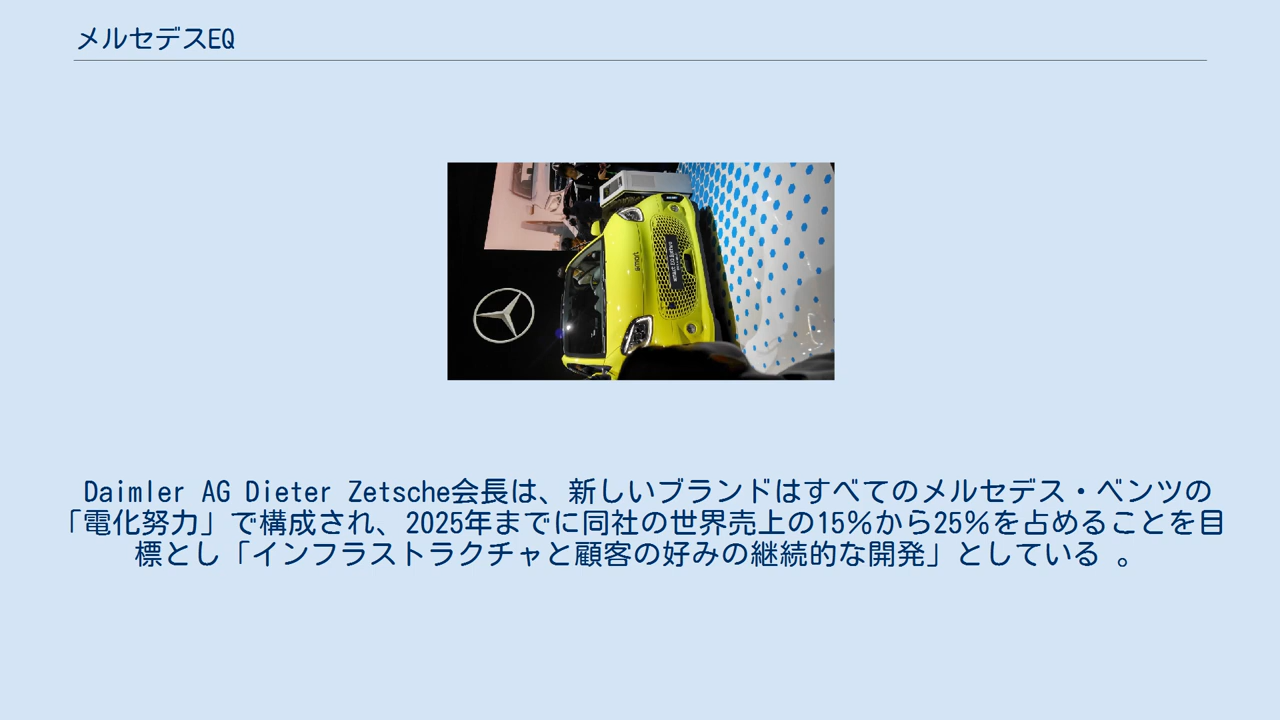 メルセデスEQ
smart
Daimler AG Dieter Zetsche会長は、新しいブランドはすべてのメルセデス・ベンツの
「電化努力」で構成され、2025年までに同社の世界売上の15%から25%を占めることを目
標とし「インフラストラクチャと顧客の好みの継続的な開発」としている 。